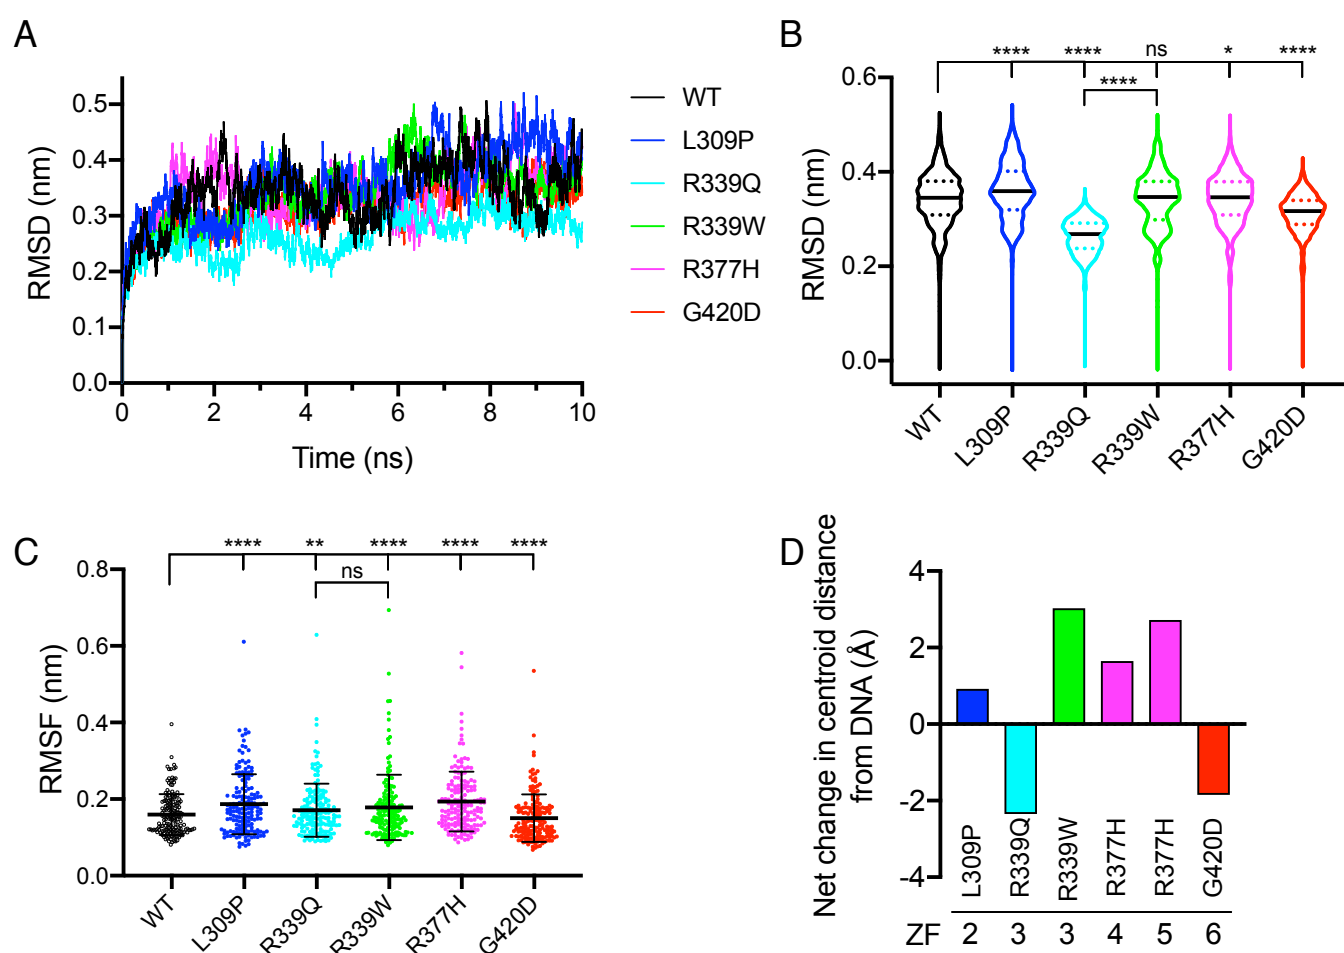 A
RMSD (nm)
0.5
0.4
0.3
0.2
0.1
0.0
0 2 4 6 8 10
Time (ns)
WT
L309P
R339Q
R339W
R377H
G420D
B
**** **** ns * ****
****
RMSD (nm)
0.6
0.4
0.2
0.0
WT L309P R339Q R339W R377H G420D
C
**** ** **** **** ****
ns
RMSF (nm)
0.8
0.6
0.4
0.2
0.0
WT L309P R339Q R339W R377H G420D
D
Net change in centroid distance
from DNA (Å)
4
2
0
-2
-4
L309P R339Q R339W R377H R377H G420D
ZF 2 3 3 4 5 6